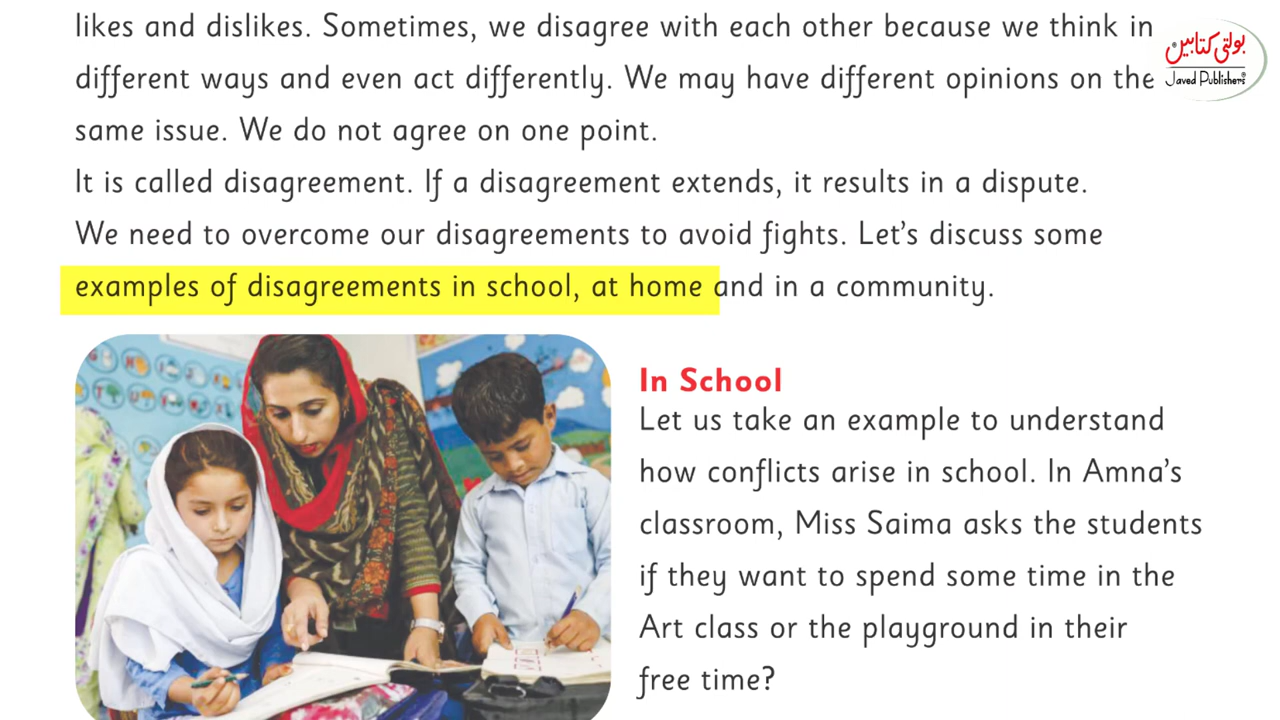 likes and dislikes. Sometimes, we disagree with each other because we think in
different ways and even act differently. We may have different opinions on the
same issue. We do not agree on one point.
It is called disagreement. If a disagreement extends, it results in a dispute.
We need to overcome our disagreements to avoid fights. Let’s discuss some
examples of disagreements in school, at home and in a community.
بولتی کتابیں
Javed Publishers®
In School
Let us take an example to understand
how conflicts arise in school. In Amna’s
classroom, Miss Saima asks the students
if they want to spend some time in the
Art class or the playground in their
free time?